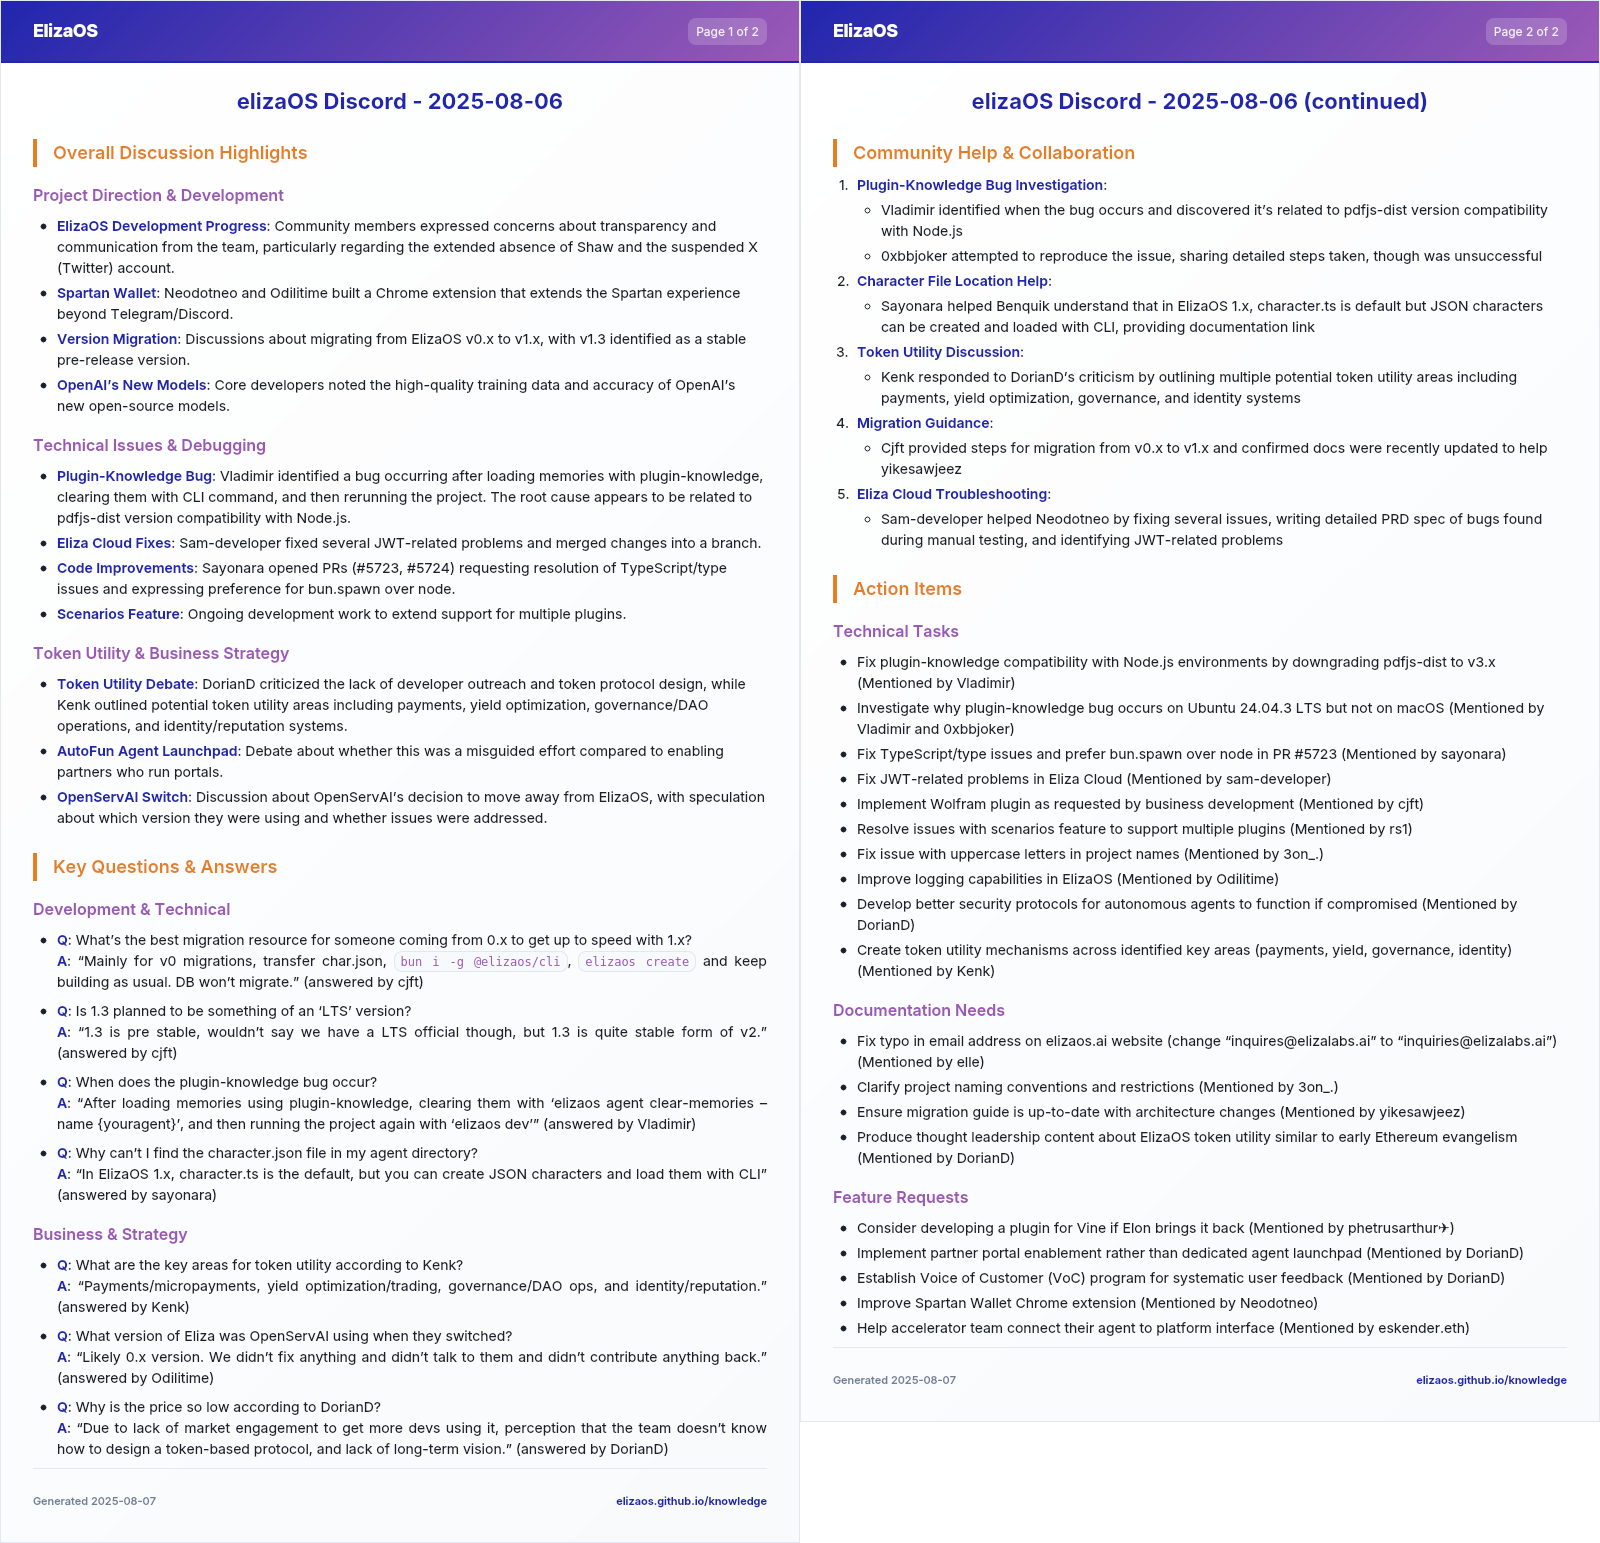 ElizaOS
Page 1 of 2
elizaOS Discord - 2025-08-06
Overall Discussion Highlights
Project Direction & Development
• ElizaOS Development Progress: Community members expressed concerns about transparency and
communication from the team, particularly regarding the extended absence of Shaw and the suspended X
(Twitter) account.
• Spartan Wallet: Neodotneo and Odilitime built a Chrome extension that extends the Spartan experience
beyond Telegram/Discord.
• Version Migration: Discussions about migrating from ElizaOS v0.x to v1.x, with v1.3 identified as a stable
pre-release version.
• OpenAI’s New Models: Core developers noted the high-quality training data and accuracy of OpenAI’s
new open-source models.
Technical Issues & Debugging
• Plugin-Knowledge Bug: Vladimir identified a bug occurring after loading memories with plugin-knowledge,
clearing them with CLI command, and then rerunning the project. The root cause appears to be related to
pdfjs-dist version compatibility with Node.js.
• Eliza Cloud Fixes: Sam-developer fixed several JWT-related problems and merged changes into a branch.
• Code Improvements: Sayonara opened PRs (#5723, #5724) requesting resolution of TypeScript/type
issues and expressing preference for bun.spawn over node.
• Scenarios Feature: Ongoing development work to extend support for multiple plugins.
Token Utility & Business Strategy
• Token Utility Debate: DorianD criticized the lack of developer outreach and token protocol design, while
Kenk outlined potential token utility areas including payments, yield optimization, governance/DAO
operations, and identity/reputation systems.
• AutoFun Agent Launchpad: Debate about whether this was a misguided effort compared to enabling
partners who run portals.
• OpenServAI Switch: Discussion about OpenServAI’s decision to move away from ElizaOS, with speculation
about which version they were using and whether issues were addressed.
Key Questions & Answers
Development & Technical
• Q: What’s the best migration resource for someone coming from 0.x to get up to speed with 1.x?
A: “Mainly for v0 migrations, transfer char.json, bun i -g @elizaos/cli, elizaos create and keep
building as usual. DB won’t migrate.” (answered by cjft)
• Q: Is 1.3 planned to be something of an ‘LTS’ version?
A: “1.3 is pre stable, wouldn’t say we have a LTS official though, but 1.3 is quite stable form of v2.”
(answered by cjft)
• Q: When does the plugin-knowledge bug occur?
A: “After loading memories using plugin-knowledge, clearing them with ‘elizaos agent clear-memories –
name {youragent}’, and then running the project again with ‘elizaos dev’” (answered by Vladimir)
• Q: Why can’t I find the character.json file in my agent directory?
A: “In ElizaOS 1.x, character.ts is the default, but you can create JSON characters and load them with CLI”
(answered by sayonara)
Business & Strategy
• Q: What are the key areas for token utility according to Kenk?
A: “Payments/micropayments, yield optimization/trading, governance/DAO ops, and identity/reputation.”
(answered by Kenk)
• Q: What version of Eliza was OpenServAI using when they switched?
A: “Likely 0.x version. We didn’t fix anything and didn’t talk to them and didn’t contribute anything back.”
(answered by Odilitime)
• Q: Why is the price so low according to DorianD?
A: “Due to lack of market engagement to get more devs using it, perception that the team doesn’t know
how to design a token-based protocol, and lack of long-term vision.” (answered by DorianD)
Generated 2025-08-07
elizaos.github.io/knowledge
ElizaOS
Page 2 of 2
elizaOS Discord - 2025-08-06 (continued)
Community Help & Collaboration
1. Plugin-Knowledge Bug Investigation:
◦ Vladimir identified when the bug occurs and discovered it’s related to pdfjs-dist version compatibility
with Node.js
◦ 0xbbjoker attempted to reproduce the issue, sharing detailed steps taken, though was unsuccessful
2. Character File Location Help:
◦ Sayonara helped Benquik understand that in ElizaOS 1.x, character.ts is default but JSON characters
can be created and loaded with CLI, providing documentation link
3. Token Utility Discussion:
◦ Kenk responded to DorianD’s criticism by outlining multiple potential token utility areas including
payments, yield optimization, governance, and identity systems
4. Migration Guidance:
◦ Cjft provided steps for migration from v0.x to v1.x and confirmed docs were recently updated to help
yikesawjeez
5. Eliza Cloud Troubleshooting:
◦ Sam-developer helped Neodotneo by fixing several issues, writing detailed PRD spec of bugs found
during manual testing, and identifying JWT-related problems
Action Items
Technical Tasks
• Fix plugin-knowledge compatibility with Node.js environments by downgrading pdfjs-dist to v3.x
(Mentioned by Vladimir)
• Investigate why plugin-knowledge bug occurs on Ubuntu 24.04.3 LTS but not on macOS (Mentioned by
Vladimir and 0xbbjoker)
• Fix TypeScript/type issues and prefer bun.spawn over node in PR #5723 (Mentioned by sayonara)
• Fix JWT-related problems in Eliza Cloud (Mentioned by sam-developer)
• Implement Wolfram plugin as requested by business development (Mentioned by cjft)
• Resolve issues with scenarios feature to support multiple plugins (Mentioned by rs1)
• Fix issue with uppercase letters in project names (Mentioned by 3on_.)
• Improve logging capabilities in ElizaOS (Mentioned by Odilitime)
• Develop better security protocols for autonomous agents to function if compromised (Mentioned by
DorianD)
• Create token utility mechanisms across identified key areas (payments, yield, governance, identity)
(Mentioned by Kenk)
Documentation Needs
• Fix typo in email address on elizaos.ai website (change “inquires@elizalabs.ai” to “inquiries@elizalabs.ai”)
(Mentioned by elle)
• Clarify project naming conventions and restrictions (Mentioned by 3on_.)
• Ensure migration guide is up-to-date with architecture changes (Mentioned by yikesawjeez)
• Produce thought leadership content about ElizaOS token utility similar to early Ethereum evangelism
(Mentioned by DorianD)
Feature Requests
• Consider developing a plugin for Vine if Elon brings it back (Mentioned by phetrusarthur✈)
• Implement partner portal enablement rather than dedicated agent launchpad (Mentioned by DorianD)
• Establish Voice of Customer (VoC) program for systematic user feedback (Mentioned by DorianD)
• Improve Spartan Wallet Chrome extension (Mentioned by Neodotneo)
• Help accelerator team connect their agent to platform interface (Mentioned by eskender.eth)
Generated 2025-08-07
elizaos.github.io/knowledge